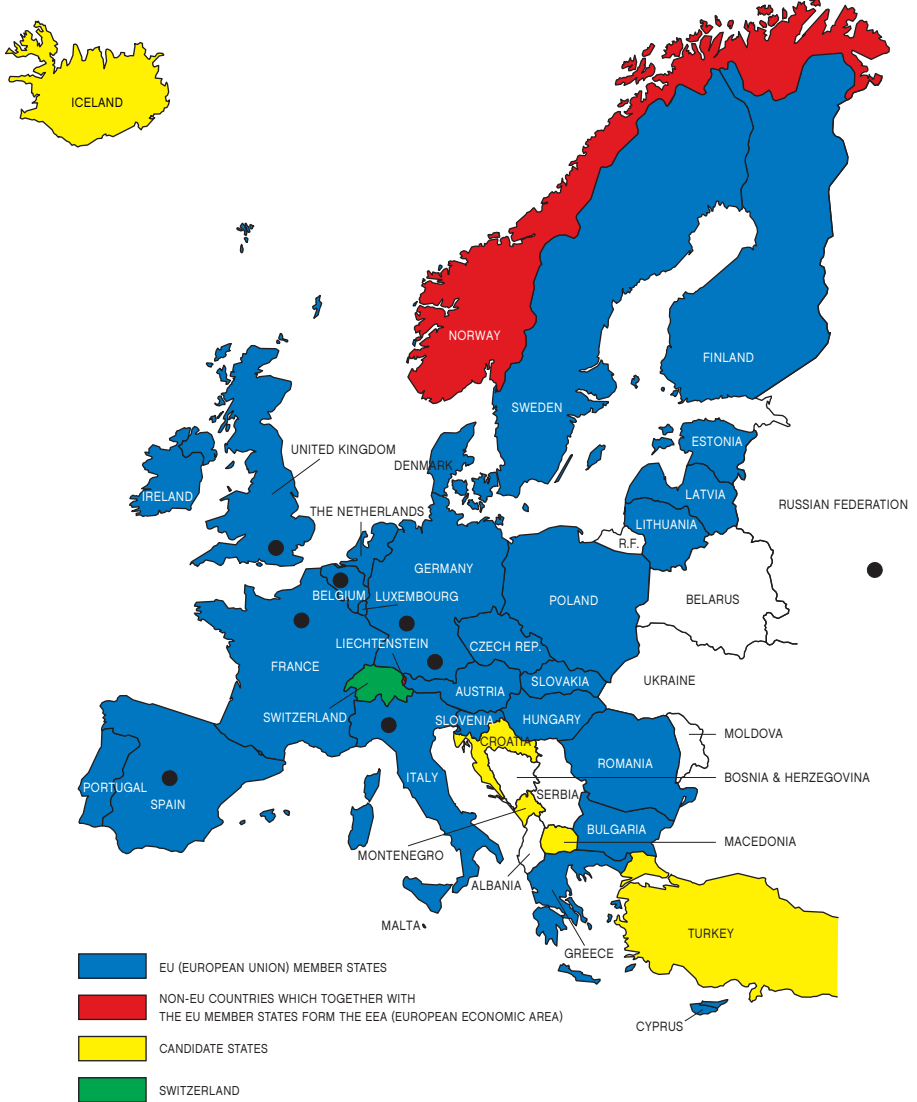 ICELAND
NORWAY
FINLAND
SWEDEN
ESTONIA
UNITED KINGDOM
DENMARK
IRELAND
LATVIA
RUSSIAN FEDERATION
THE NETHERLANDS
LITHUANIA
R.F.
GERMANY
BELGIUM
LUXEMBOURG
POLAND
BELARUS
LIECHTENSTEIN
CZECH REP.
FRANCE
SLOVAKIA
UKRAINE
AUSTRIA
SWITZERLAND
SLOVENIA
HUNGARY
MOLDOVA
CROATIA
ROMANIA
ITALY
BOSNIA & HERZEGOVINA
PORTUGAL
SERBIA
SPAIN
BULGARIA
MACEDONIA
MONTENEGRO
ALBANIA
MALTA
TURKEY
GREECE
CYPRUS
EU (EUROPEAN UNION) MEMBER STATES
NON-EU COUNTRIES WHICH TOGETHER WITH
THE EU MEMBER STATES FORM THE EEA (EUROPEAN ECONOMIC AREA)
CANDIDATE STATES
SWITZERLAND